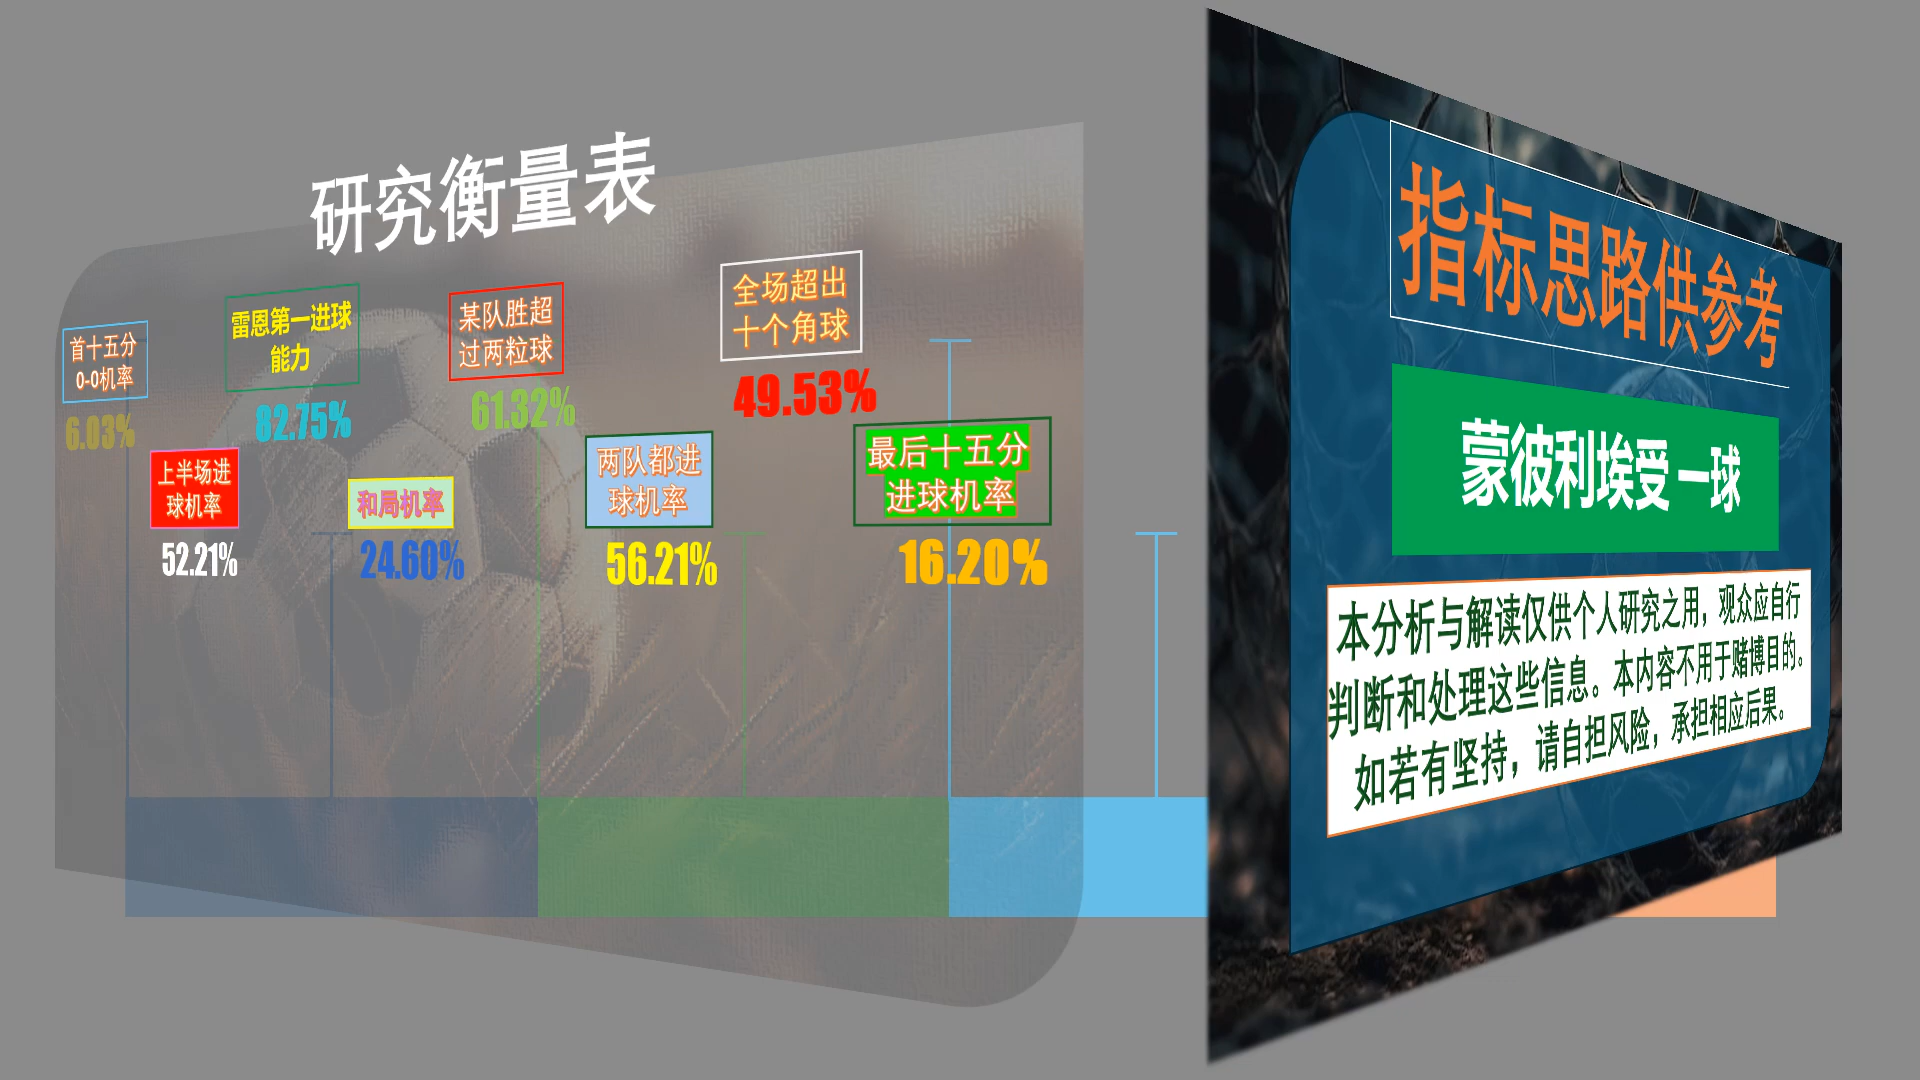 研究衡量表
首十五分
0-0机率
6.03%
雷恩第一进球
能力
82.75%
某队胜超
过两粒球
61.32%
全场超出
十个角球
49.53%
上半场进
球机率
52.21%
和局机率
24.60%
两队都进
球机率
56.21%
最后十五分
进球机率
16.20%
指标思路供参考
蒙彼利埃受一球
本分析与解读仅供个人研究之用，观众应自行
判断和处理这些信息。本内容不用于赌博目的。
如若有坚持，请自担风险，承担相应后果。